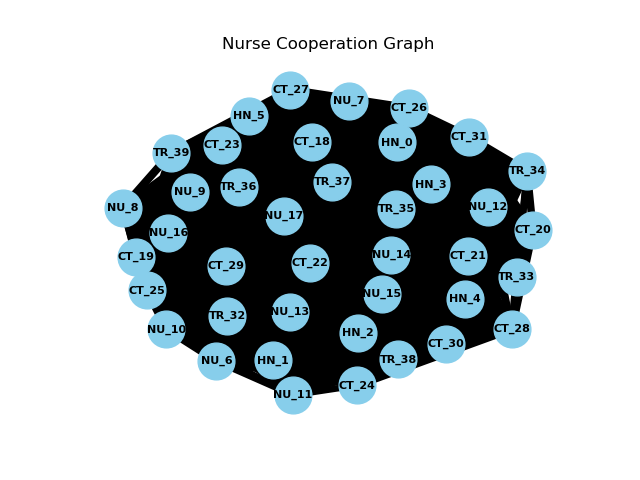 Nurse Cooperation Graph
CT_27
NU_7
CT_26
HN_5
CT_31
CT_23
CT_18
HN_0
TR_39
TR_34
TR_36
TR_37
HN_3
NU_9
NU_8
NU_17
TR_35
NU_12
NU_16
CT_20
CT_19
CT_29
CT_22
NU_14
CT_21
TR_33
CT_25
NU_15
HN_4
NU_10
TR_32
NU_13
HN_2
CT_28
NU_6
HN_1
TR_38
CT_30
NU_11
CT_24